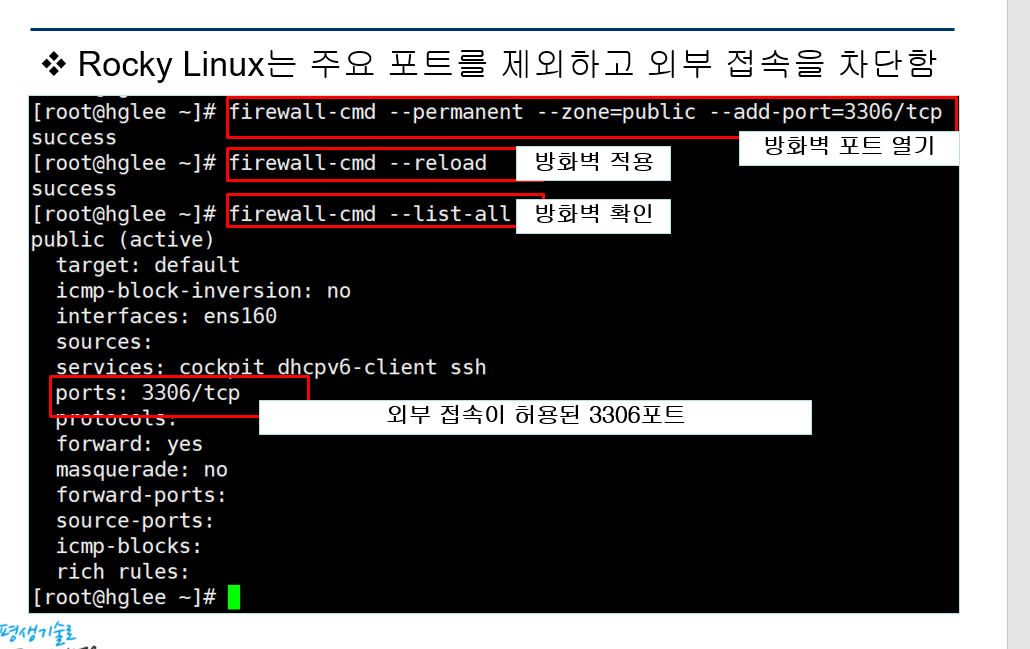 ❖ Rocky Linux는 주요 포트를 제외하고 외부 접속을 차단함
[root@hglee ~]# firewall-cmd --permanent --zone=public --add-port=3306/tcp
success
방화벽 포트 열기
[root@hglee ~]# firewall-cmd --reload
방화벽 적용
success
[root@hglee ~]# firewall-cmd --list-all
방화벽 확인
public (active)
target: default
icmp-block-inversion: no
interfaces: ens160
sources:
services: cockpit dhcpv6-client ssh
ports: 3306/tcp
protocols:
외부 접속이 허용된 3306포트
forward: yes
masquerade: no
forward-ports:
source-ports:
icmp-blocks:
rich rules:
[root@hglee ~]#
평생기술로